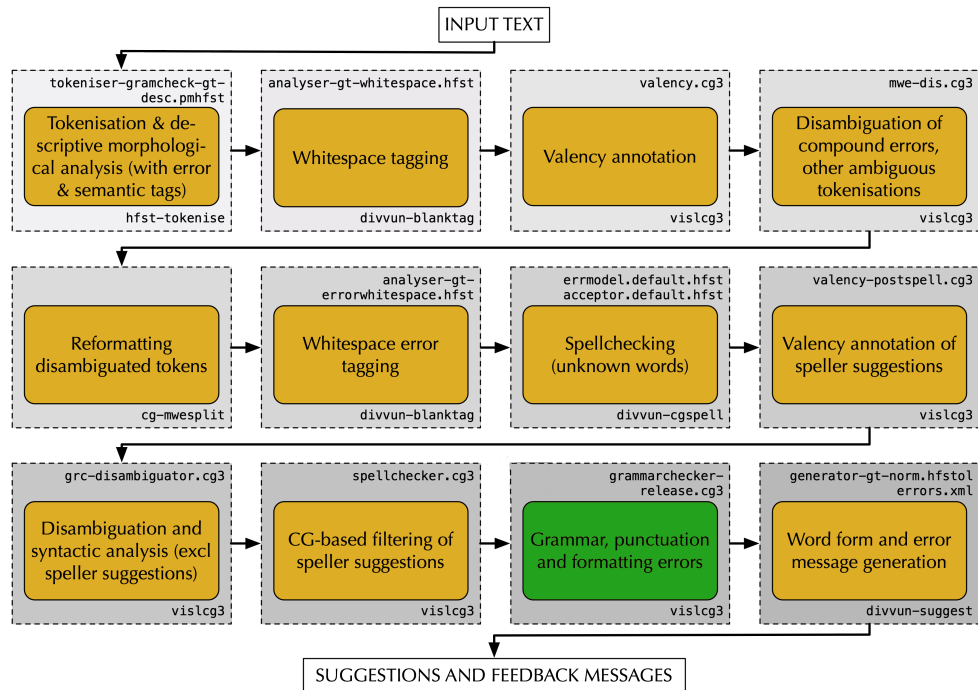 INPUT TEXT
tokeniser-gramcheck-gt-
desc.pmhfst
Tokenisation & de-
scriptive morphologi-
cal analysis (with error
& semantic tags)
hfst-tokenise
analyser-gt-whitespace.hfst
Whitespace tagging
divvun-blanktag
valency.cg3
Valency annotation
vislcg3
mwe-dis.cg3
Disambiguation of
compound errors,
other ambiguous
tokenisations
vislcg3
Reformatting
disambiguated tokens
cg-mwesplit
analyser-gt-
errorwhitespace.hfst
Whitespace error
tagging
divvun-blanktag
errmodel.default.hfst
acceptor.default.hfst
Spellchecking
(unknown words)
divvun-cgspell
valency-postspell.cg3
Valency annotation of
speller suggestions
vislcg3
grc-disambiguator.cg3
Disambiguation and
syntactic analysis (excl
speller suggestions)
vislcg3
spellchecker.cg3
CG-based filtering of
speller suggestions
vislcg3
grammarchecker-
release.cg3
Grammar, punctuation
and formatting errors
vislcg3
generator-gt-norm.hfstol
errors.xml
Word form and error
message generation
divvun-suggest
SUGGESTIONS AND FEEDBACK MESSAGES